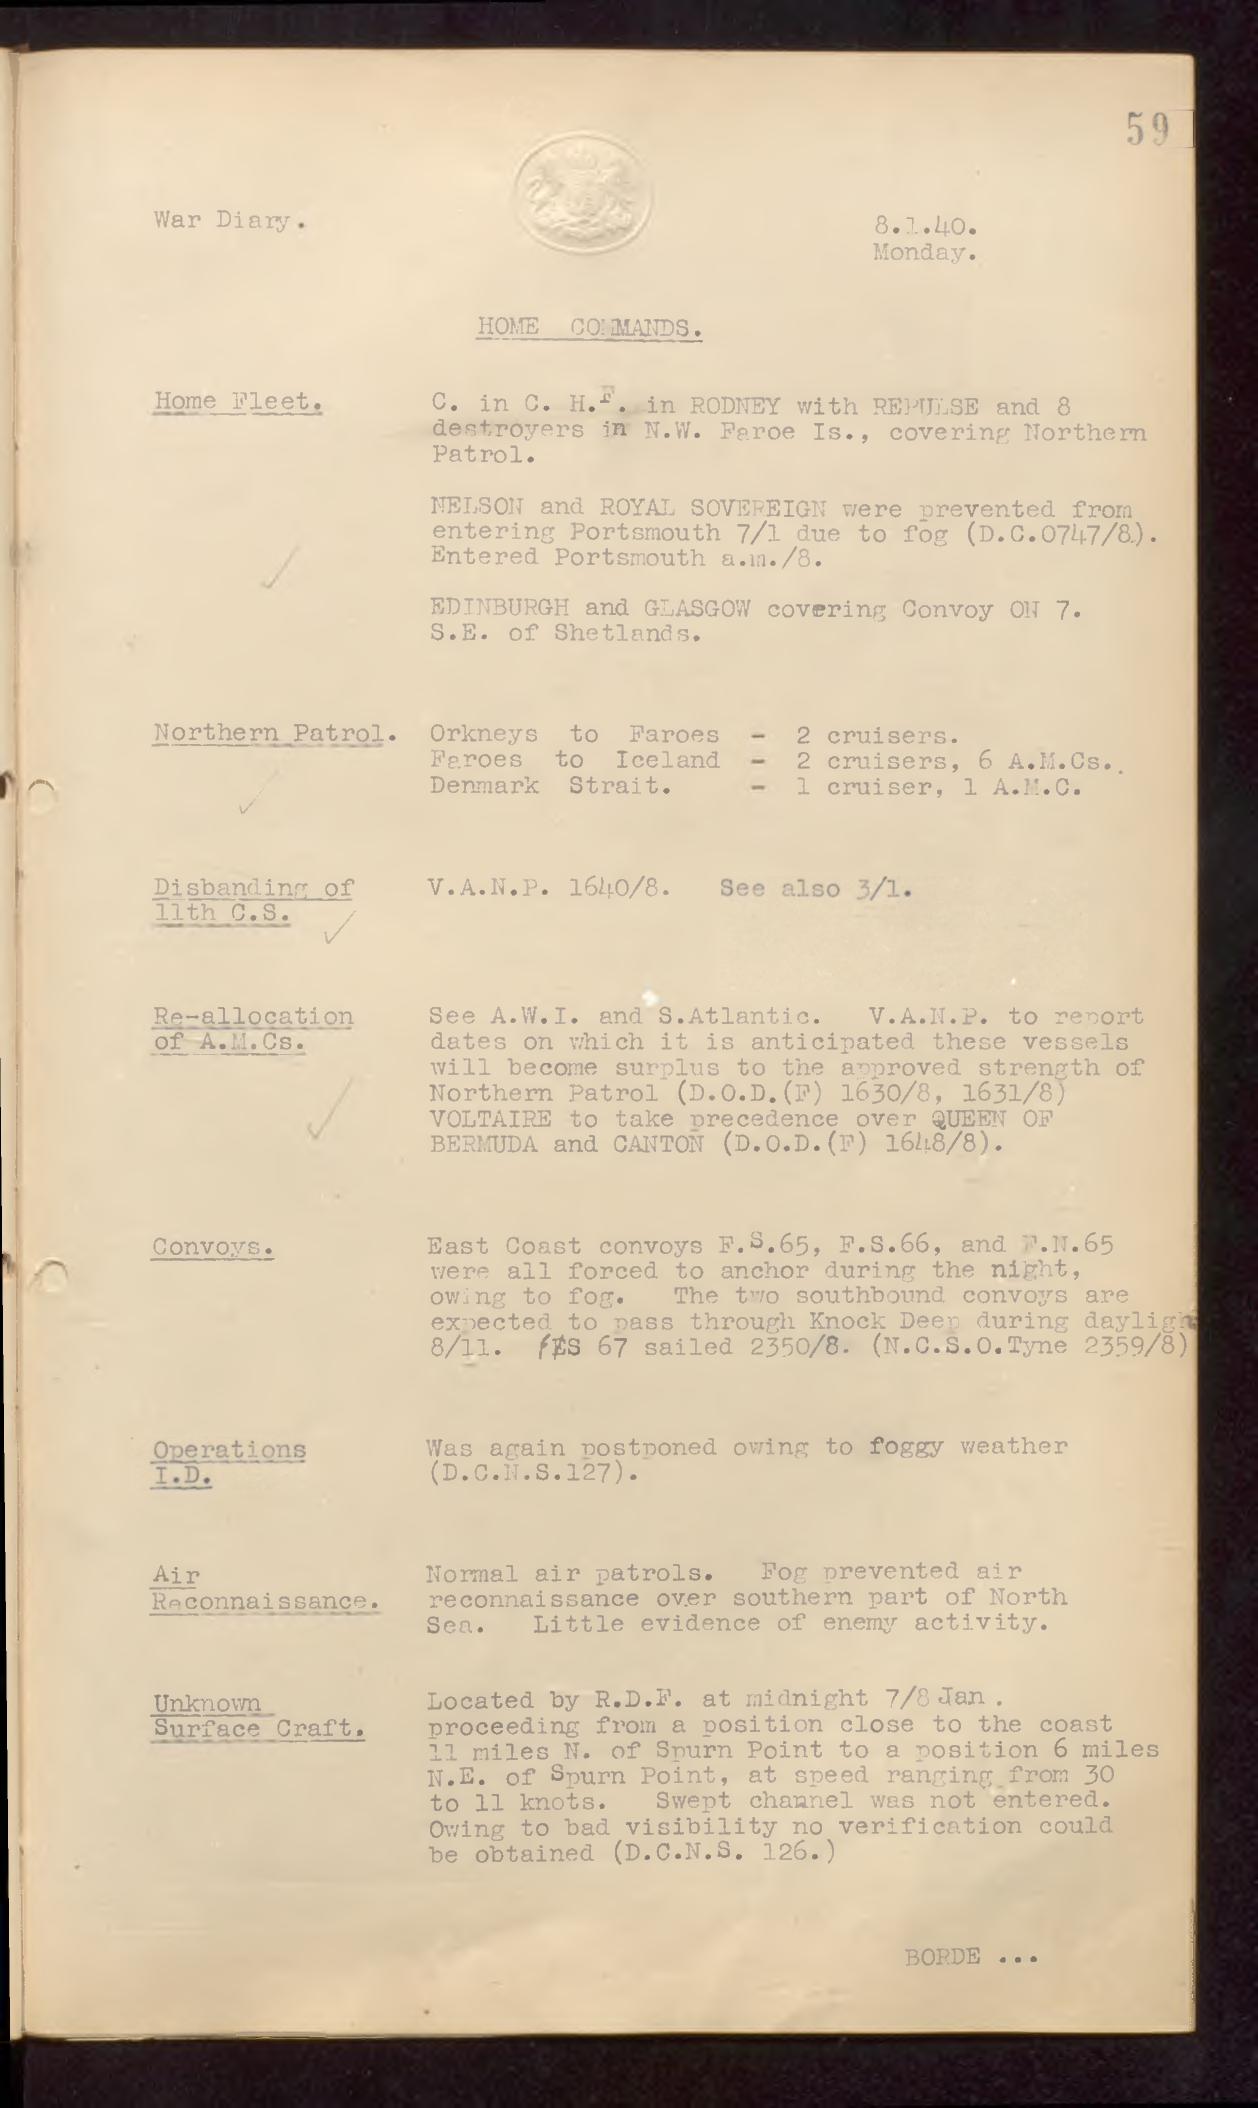 59
War Diary.
8.1.40.
Monday.
HOME COMMANDS.
Home Fleet.
C. in C. H.F. in RODNEY with REPULSE and 8
destroyers in N.W. Faroe Is., covering Northern
Patrol.
NELSON and ROYAL SOVEREIGN were prevented from
entering Portsmouth 7/1 due to fog (D.C.0747/8.).
Entered Portsmouth a.m./8.
EDINBURGH and GLASGOW covering Convoy ON 7.
S.E. of Shetlands.
Northern Patrol.
Orkneys to Faroes - 2 cruisers.
Faroes to Iceland - 2 cruisers, 6 A.M.Cs..
Denmark Strait. - 1 cruiser, 1 A.M.C.
Disbanding of
11th C.S.
V.A.N.P. 1640/8. See also 3/1.
Re-allocation
of A.M.Cs.
See A.W.I. and S.Atlantic. V.A.N.P. to report
dates on which it is anticipated these vessels
will become surplus to the approved strength of
Northern Patrol (D.O.D.(F) 1630/8, 1631/8)
VOLTAIRE to take precedence over QUEEN OF
BERMUDA and CANTON (D.O.D.(F) 1648/8).
Convoys.
East Coast convoys F.S.65, F.S.66, and F.N.65
were all forced to anchor during the night,
owing to fog. The two southbound convoys are
expected to pass through Knock Deep during dayligh
8/11. FS 67 sailed 2350/8. (N.C.S.O.Tyne 2359/8)
Operations
I.D.
Was again postponed owing to foggy weather
(D.C.N.S.127).
Air
Reconnaissance.
Normal air patrols. Fog prevented air
reconnaissance over southern part of North
Sea. Little evidence of enemy activity.
Unknown
Surface Craft.
Located by R.D.F. at midnight 7/8 Jan.
proceeding from a position close to the coast
11 miles N. of Spurn Point to a position 6 miles
N.E. of Spurn Point, at speed ranging from 30
to 11 knots. Swept channel was not entered.
Owing to bad visibility no verification could
be obtained (D.C.N.S. 126.)
BORDE ...